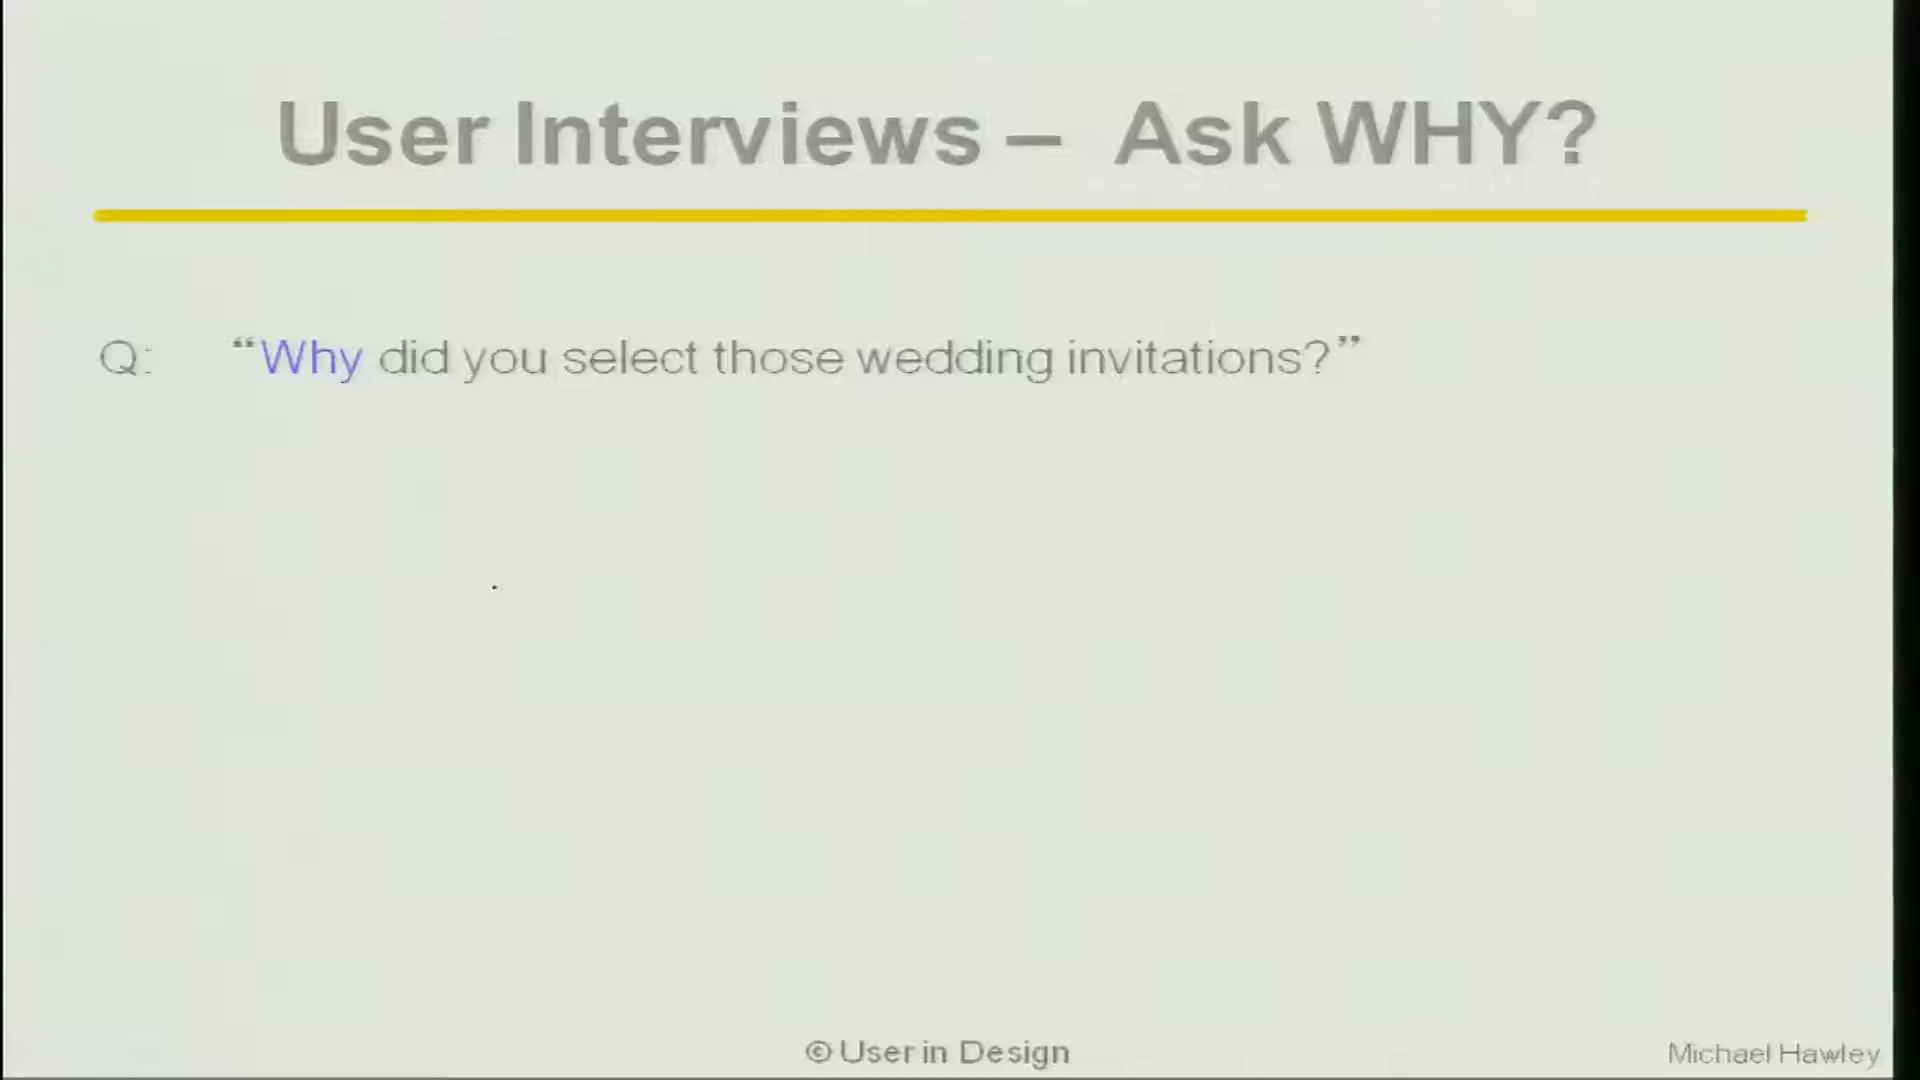 User Interviews – Ask WHY?
Q: “Why did you select those wedding invitations?”
© User in Design
Michael Hawley